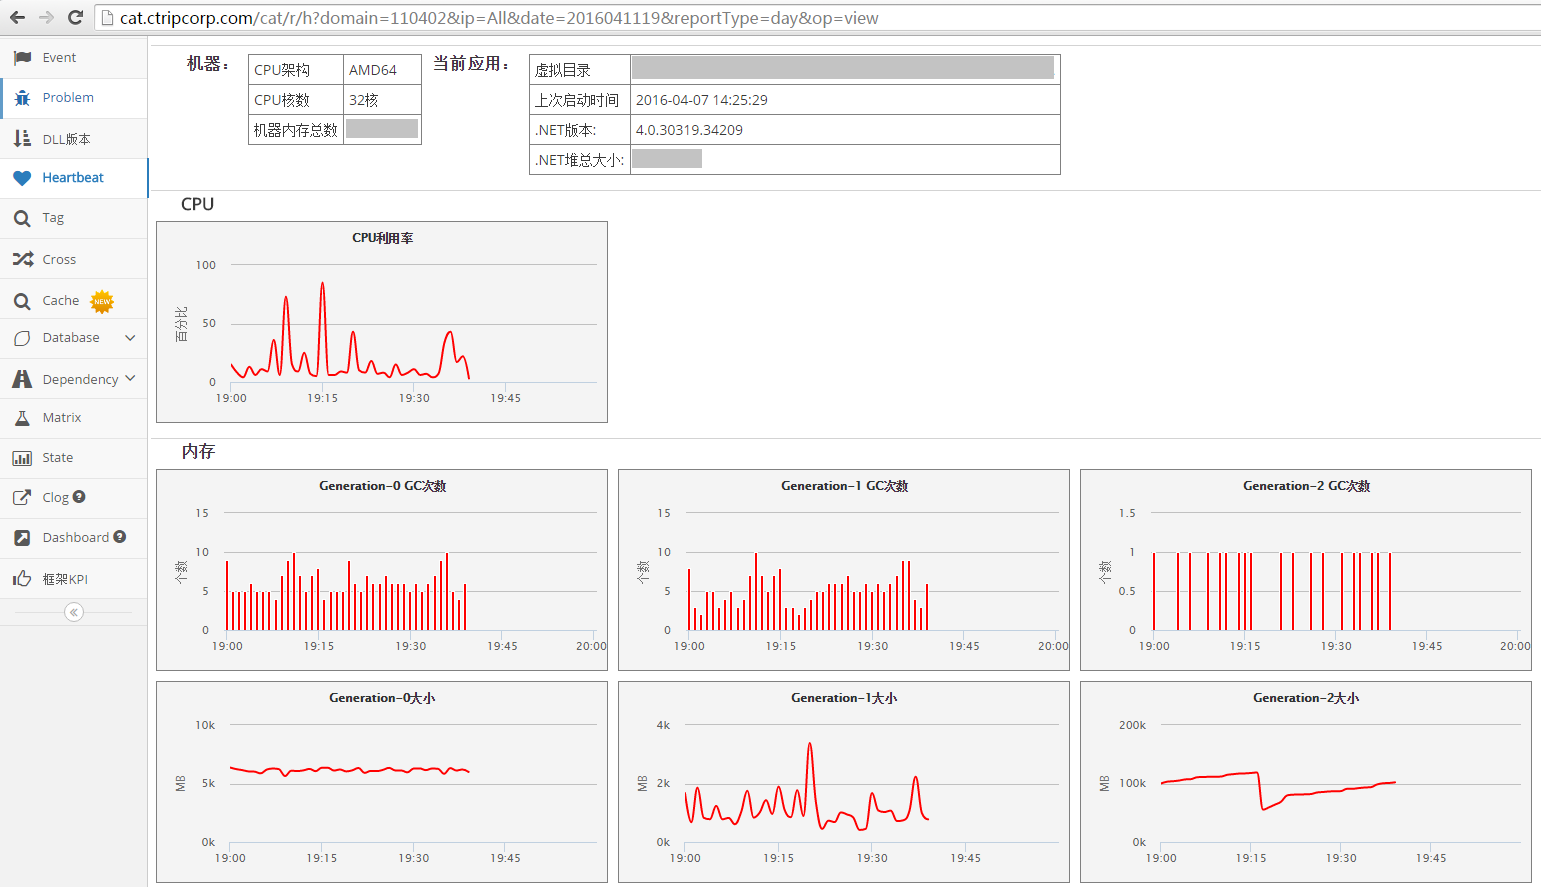 cat.ctripcorp.com/cat/r/h?domain=110402&ip=All&date=2016041119&reportType=day&op=view
Event
Problem
DLL版本
Heartbeat
Tag
Cross
Cache NEW
Database
Dependency
Matrix
State
Clog ?
Dashboard ?
框架KPI
«
机器：
CPU架构 AMD64
CPU核数 32核
机器内存总数
当前应用：
虚拟目录
上次启动时间 2016-04-07 14:25:29
.NET版本: 4.0.30319.34209
.NET堆总大小:
CPU
CPU利用率
百分比
100
50
0
19:00 19:15 19:30 19:45
内存
Generation-0 GC次数
个数
15
10
5
0
19:00 19:15 19:30 19:45 20:00
Generation-1 GC次数
个数
15
10
5
0
19:00 19:15 19:30 19:45 20:00
Generation-2 GC次数
个数
1.5
1
0.5
0
19:00 19:15 19:30 19:45 20:00
Generation-0大小
MB
10k
5k
0k
19:00 19:15 19:30 19:45
Generation-1大小
MB
4k
2k
0k
19:00 19:15 19:30 19:45
Generation-2大小
MB
200k
100k
0k
19:00 19:15 19:30 19:45